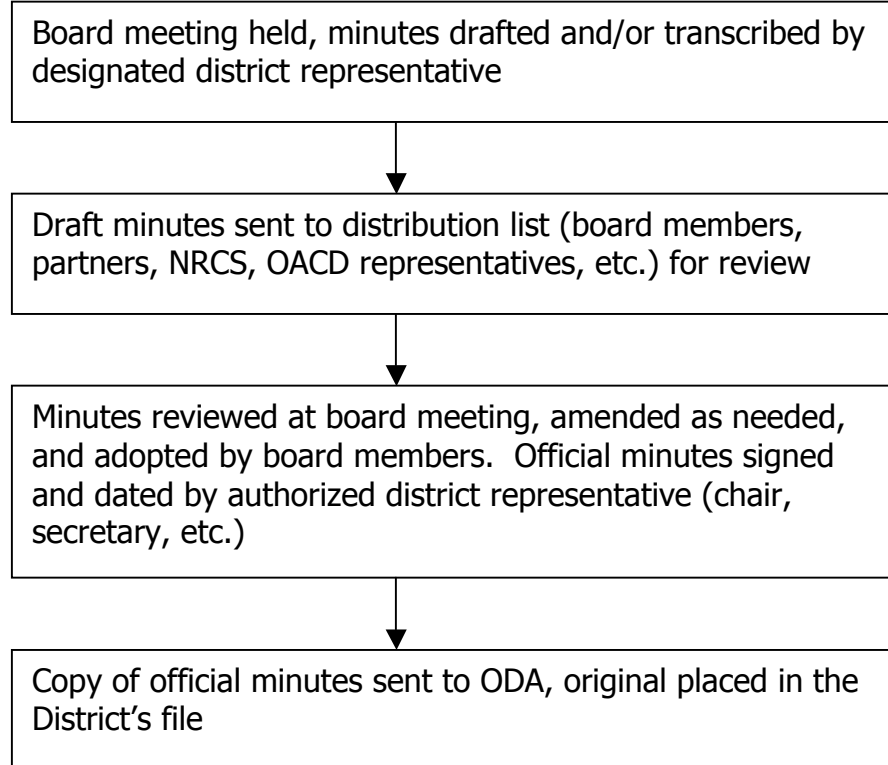 Board meeting held, minutes drafted and/or transcribed by
designated district representative
Draft minutes sent to distribution list (board members,
partners, NRCS, OACD representatives, etc.) for review
Minutes reviewed at board meeting, amended as needed,
and adopted by board members.  Official minutes signed
and dated by authorized district representative (chair,
secretary, etc.)
Copy of official minutes sent to ODA, original placed in the
District’s file